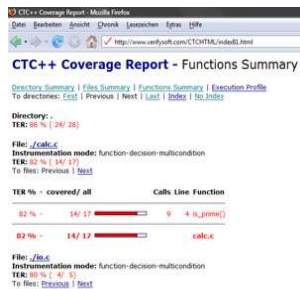 CTC++ Coverage Report - Mozilla Firefox
Datei Bearbeiten Ansicht Chronik Lesezeichen Extras Hilfe
http://www.verifysoft.com/CTCHTML/index81.html
CTC++ Coverage Report - Functions Summary
Directory Summary | Files Summary | Functions Summary | Execution Profile
To directories: First | Previous | Next | Last | Index | No Index
Directory: .
TER: 86 % ( 24/ 28)
File: ./calc.c
Instrumentation mode: function-decision-multicondition
TER: 82 % ( 14/ 17)
To files: Previous | Next
TER % - covered/ all Calls Line Function
82 % - 14/ 17 9 4 is_prime()
82 % - 14/ 17 calc.c
File: ./io.c
Instrumentation mode: function-decision-multicondition
TER: 80 % ( 4/ 5)
To files: Previous | Next